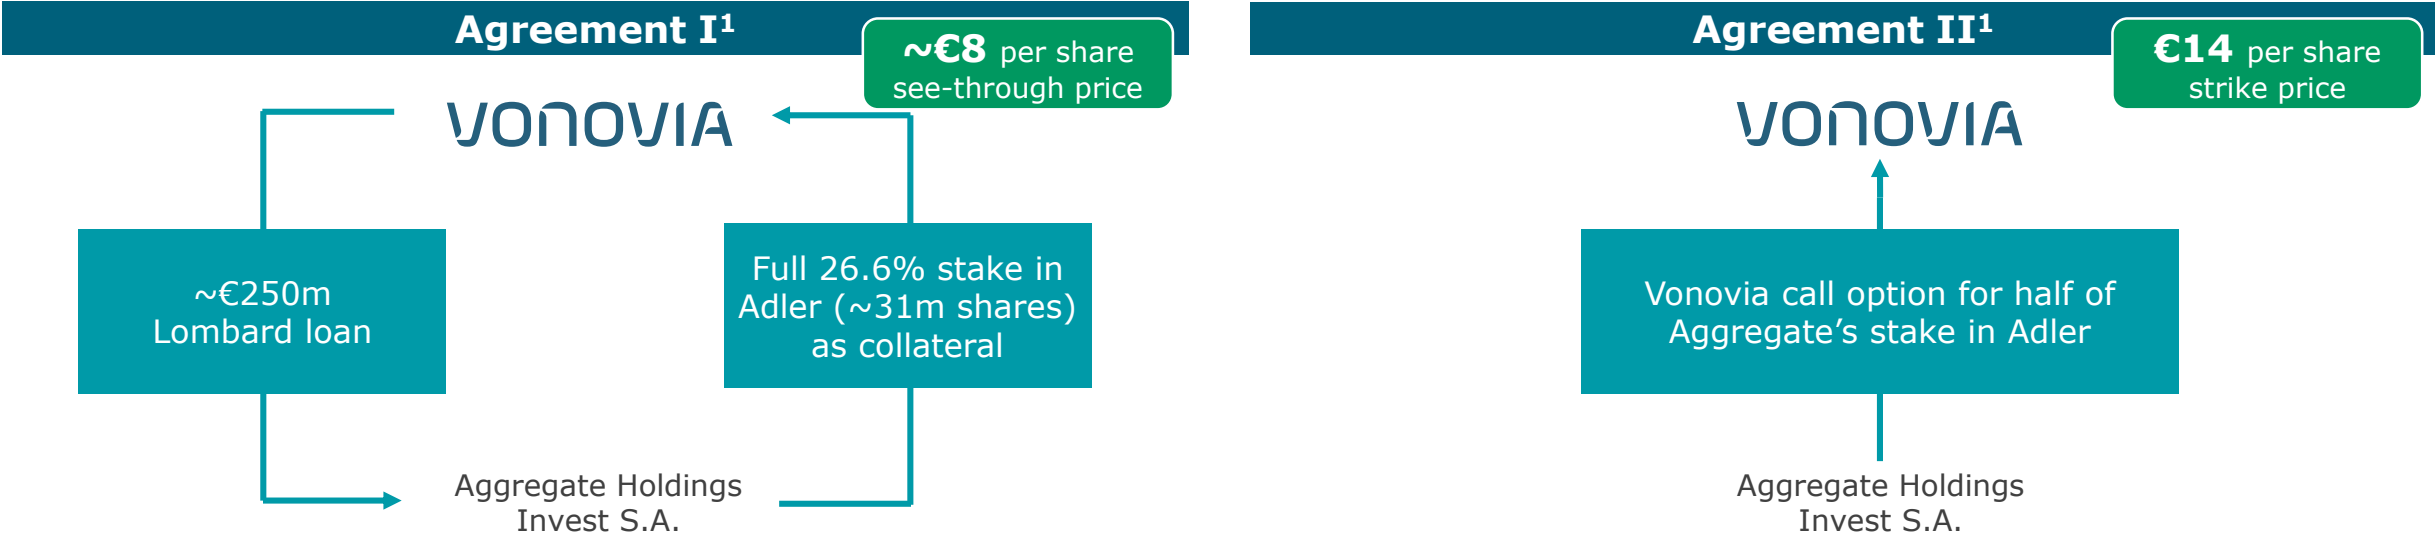 Agreement I¹
~€8 per share
see-through price
VONOVIA
~€250m
Lombard loan
Full 26.6% stake in
Adler (~31m shares)
as collateral
Aggregate Holdings
Invest S.A.
Agreement II¹
€14 per share
strike price
VONOVIA
Vonovia call option for half of
Aggregate’s stake in Adler
Aggregate Holdings
Invest S.A.